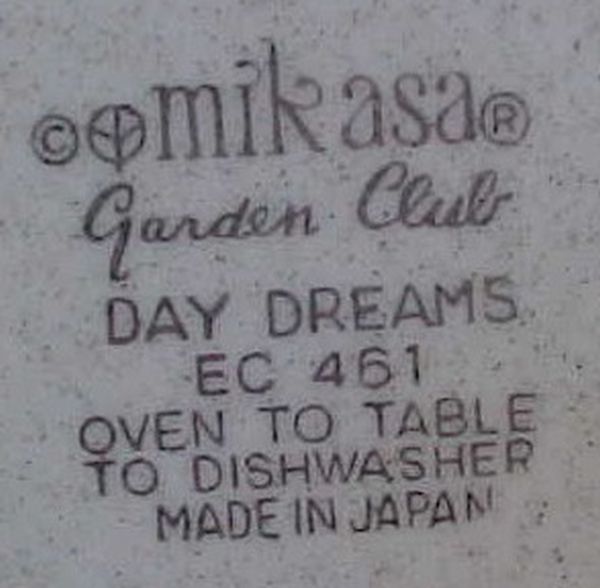 © mikasa®
Garden Club
DAY DREAMS
EC 461
OVEN TO TABLE
TO DISHWASHER
MADE IN JAPAN